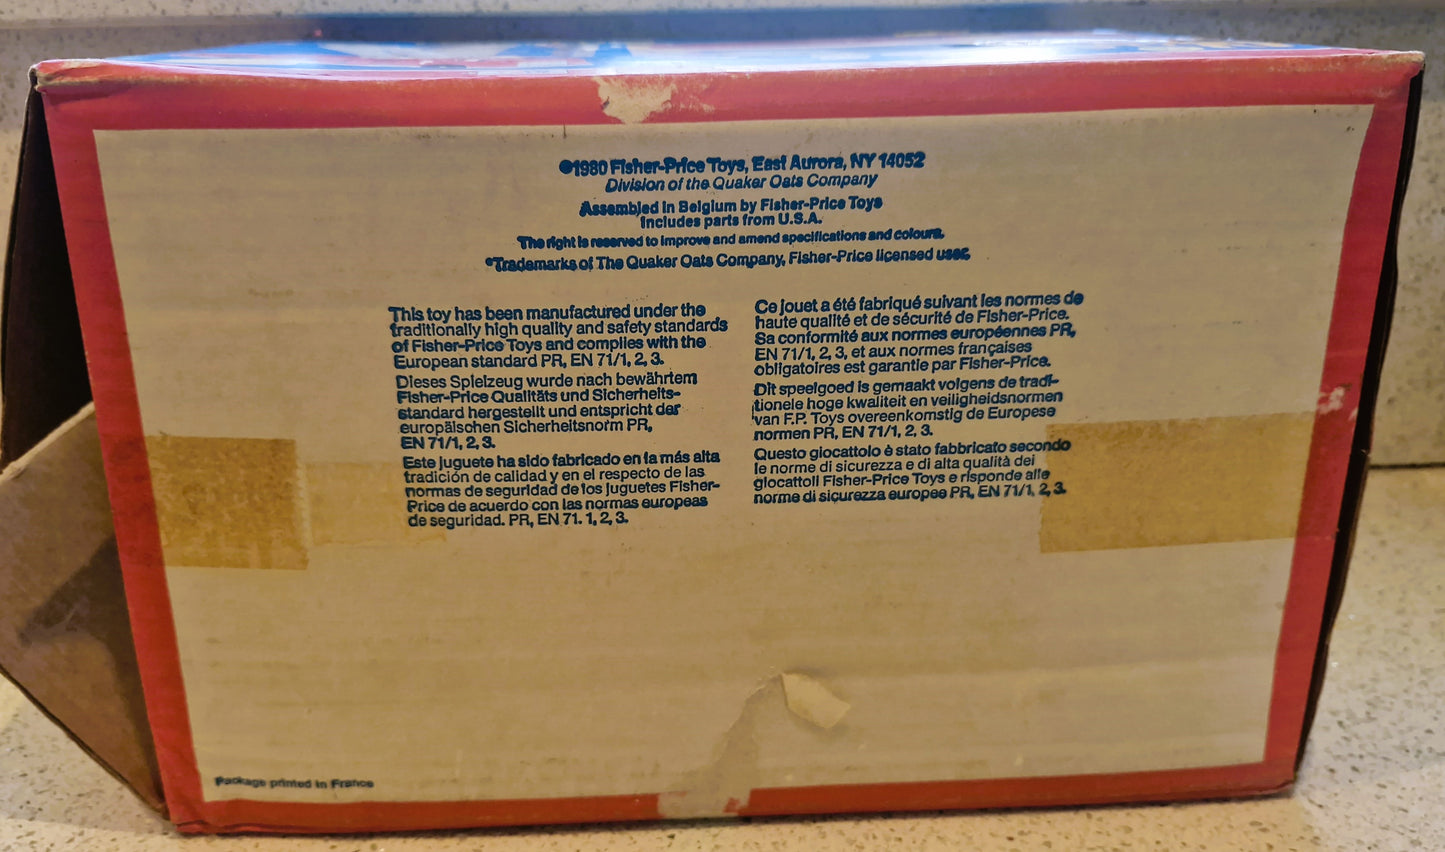 ©1980 Fisher-Price Toys, East Aurora, NY 14052
Division of the Quaker Oats Company
Assembled in Belgium by Fisher-Price Toys
Includes parts from U.S.A.
The right is reserved to improve and amend specifications and colours.
®Trademarks of The Quaker Oats Company, Fisher-Price licensed user.
This toy has been manufactured under the
traditionally high quality and safety standards
of Fisher-Price Toys and complies with the
European standard PR, EN 71/1, 2, 3.
Dieses Spielzeug wurde nach bewährtem
Fisher-Price Qualitäts und Sicherheits-
standard hergestellt und entspricht der
europäischen Sicherheitsnorm PR,
EN 71/1, 2, 3.
Este juguete ha sido fabricado en la más alta
tradición de calidad y en el respecto de las
normas de seguridad de los juguetes Fisher-
Price de acuerdo con las normas europeas
de seguridad. PR, EN 71. 1, 2, 3.
Ce jouet a été fabriqué suivant les normes de
haute qualité et de sécurité de Fisher-Price.
Sa conformité aux normes européennes PR,
EN 71/1, 2, 3, et aux normes françaises
obligatoires est garantie par Fisher-Price.
Dit speelgoed is gemaakt volgens de tradi-
tionele hoge kwaliteit en veiligheidsnormen
van F.P. Toys overeenkomstig de Europese
normen PR, EN 71/1, 2, 3.
Questo giocattolo è stato fabbricato secondo
le norme di sicurezza e di alta qualità dei
giocattoli Fisher-Price Toys e risponde alle
norme di sicurezza europee PR, EN 71/1, 2, 3.
Package printed in France